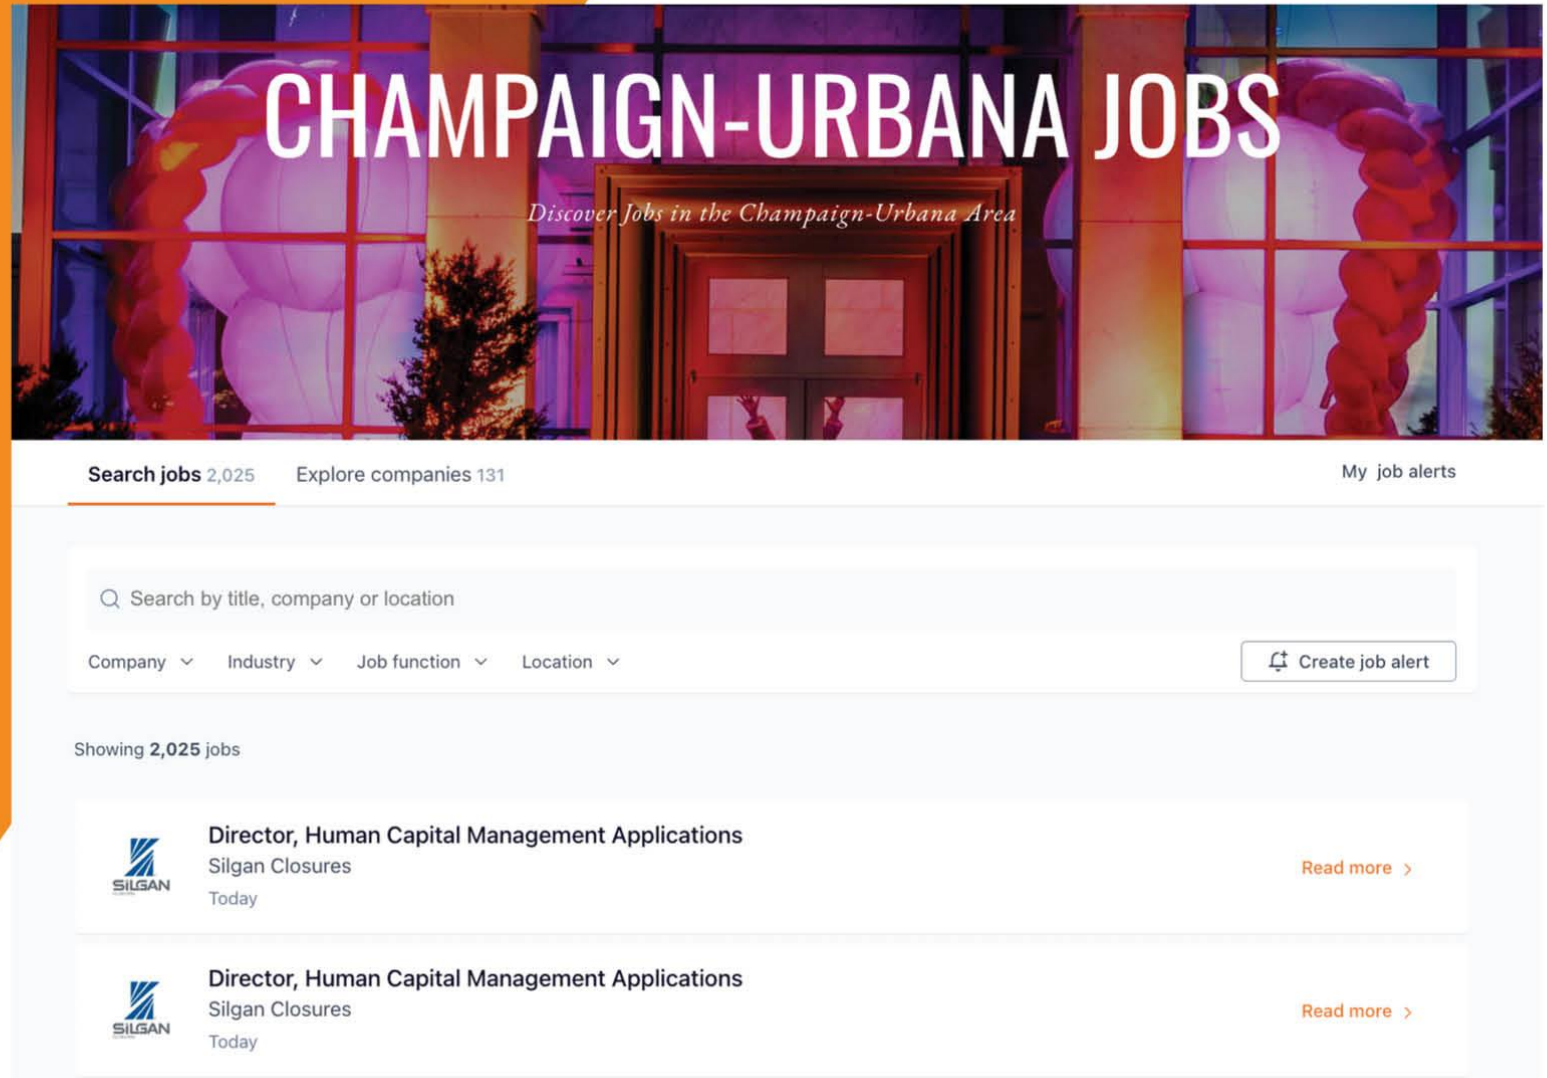 CHAMPAIGN-URBANA JOBS
Discover Jobs in the Champaign-Urbana Area
Search jobs 2,025 Explore companies 131 My job alerts
Search by title, company or location
Company Industry Job function Location Create job alert
Showing 2,025 jobs
Director, Human Capital Management Applications
Silgan Closures
SILGAN
Read more
Today
Director, Human Capital Management Applications
Silgan Closures
SILGAN
Read more
Today